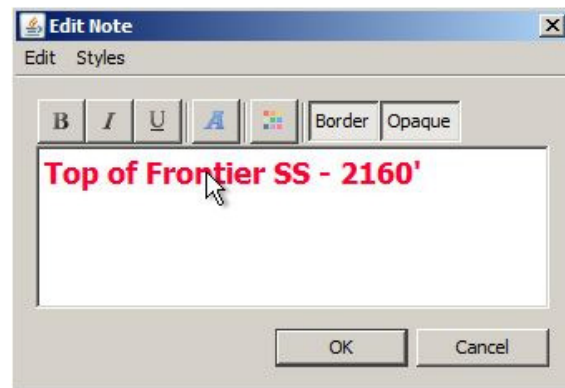 Edit Note
Edit Styles
B I U A Border Opaque
Top of Frontier SS - 2160'
OK Cancel